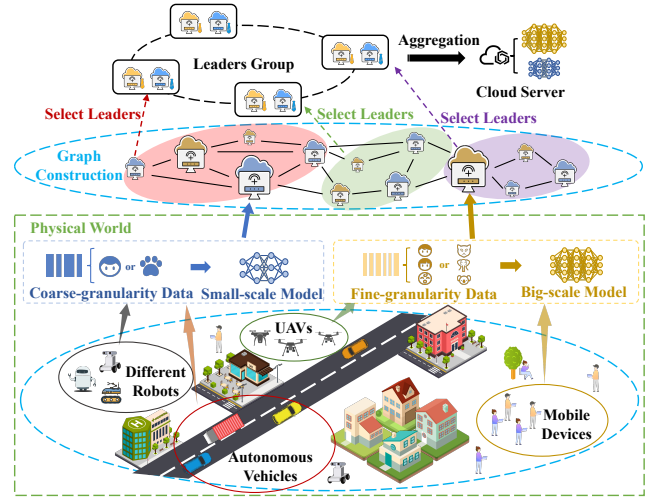 Leaders Group
Aggregation
Cloud Server
Select Leaders
Select Leaders
Select Leaders
Graph
Construction
Physical World
or
or
Coarse-granularity Data
Small-scale Model
Fine-granularity Data
Big-scale Model
UAVs
Different
Robots
Autonomous
Vehicles
Mobile
Devices
H